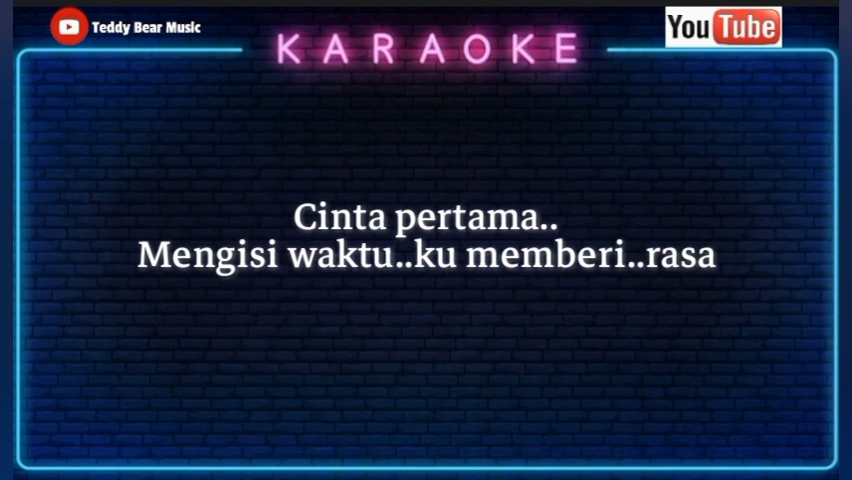 Teddy Bear Music
YouTube
KARAOKE
Cinta pertama..
Mengisi waktu..ku memberi..rasa